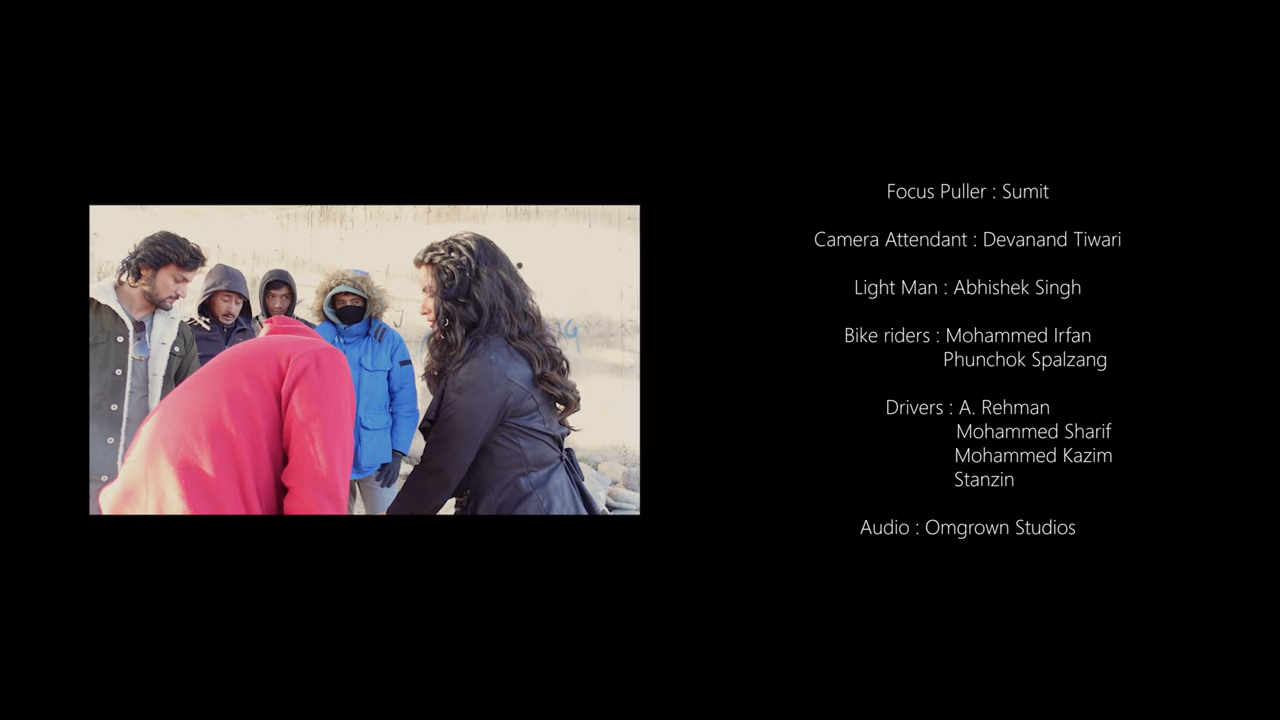 Focus Puller : Sumit
Camera Attendant : Devanand Tiwari
Light Man : Abhishek Singh
Bike riders : Mohammed Irfan
Phunchok Spalzang
Drivers : A. Rehman
Mohammed Sharif
Mohammed Kazim
Stanzin
Audio : Omgrown Studios